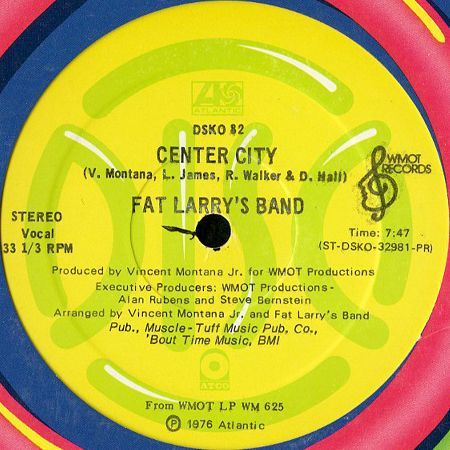 ATLANTIC
DSKO 82
CENTER CITY
(V. Montana, L. James, R. Walker & D. Hall)
FAT LARRY'S BAND
WMOT
RECORDS
STEREO
Vocal
33 1/3 RPM
Time: 7:47
(ST-DSKO-32981-PR)
Produced by Vincent Montana Jr. for WMOT Productions
Executive Producers: WMOT Productions-
Alan Rubens and Steve Bernstein
Arranged by Vincent Montana Jr. and Fat Larry's Band
Pub., Muscle-Tuff Music Pub. Co.,
'Bout Time Music, BMI
ATCO
From WMOT LP WM 625
Ⓟ 1976 Atlantic
DISKO